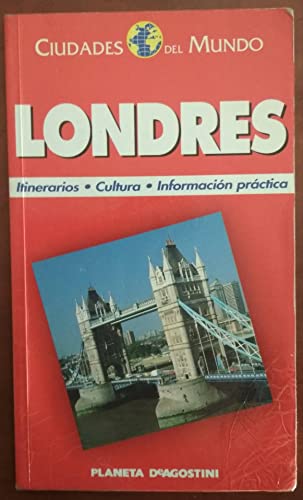 CIUDADES DEL MUNDO
LONDRES
Itinerarios • Cultura • Información práctica
PLANETA DeAGOSTINI